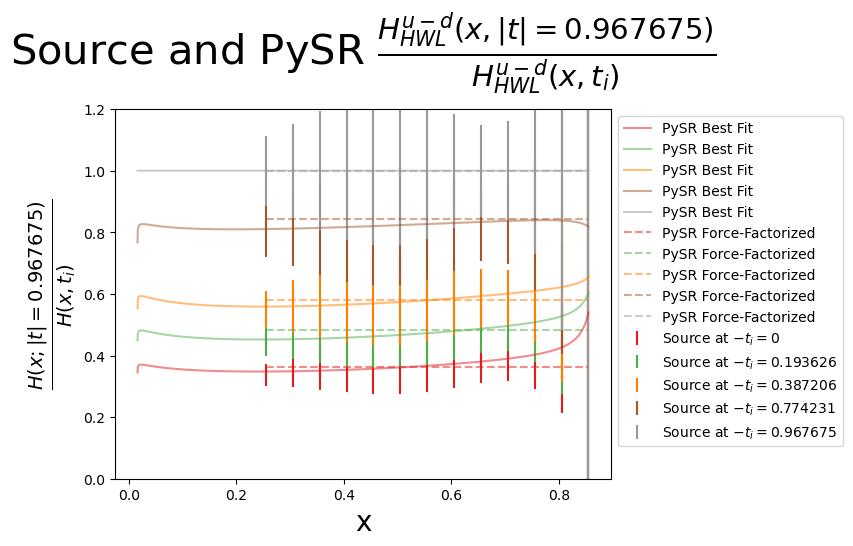 Source and PySR \frac{H^{u-d}_{HWL}(x, |t| = 0.967675)}{H^{u-d}_{HWL}(x, t_i)}
\frac{H(x; |t| = 0.967675)}{H(x, t_i)}
1.2
1.0
0.8
0.6
0.4
0.2
0.0
0.0
0.2
0.4
0.6
0.8
x
PySR Best Fit
PySR Best Fit
PySR Best Fit
PySR Best Fit
PySR Best Fit
PySR Force-Factorized
PySR Force-Factorized
PySR Force-Factorized
PySR Force-Factorized
PySR Force-Factorized
Source at −t_i = 0
Source at −t_i = 0.193626
Source at −t_i = 0.387206
Source at −t_i = 0.774231
Source at −t_i = 0.967675